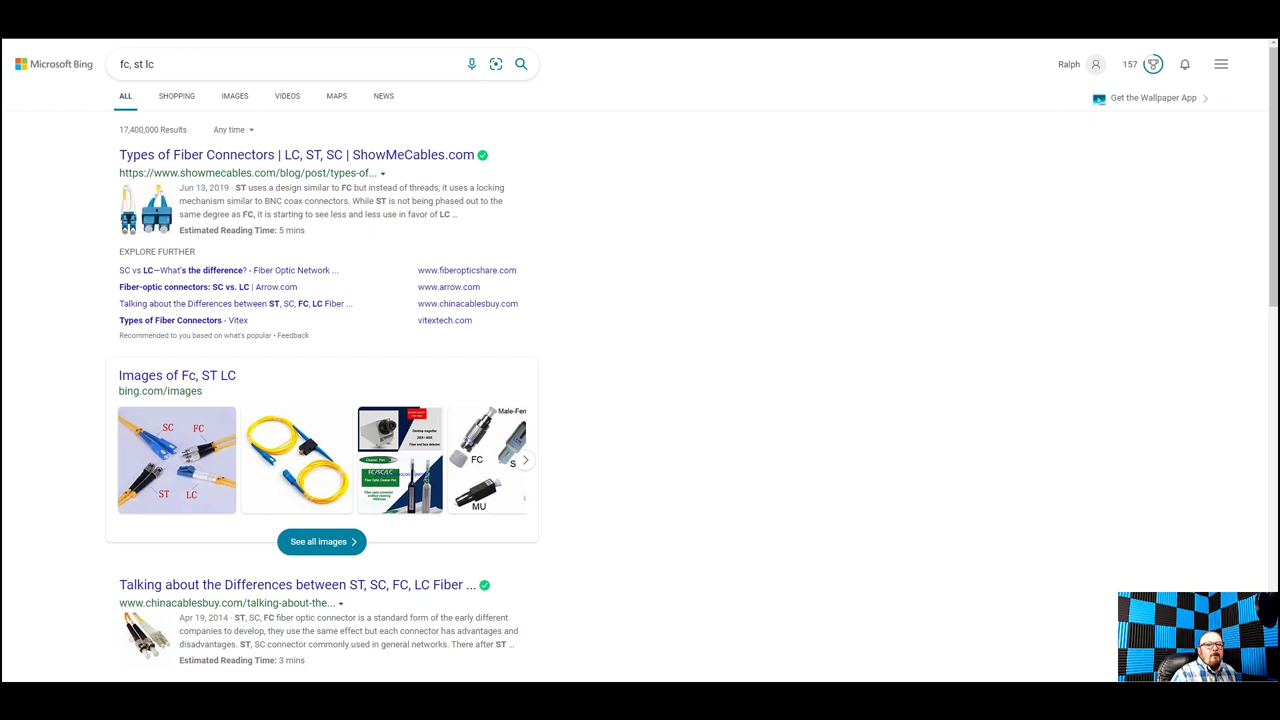 Microsoft Bing
fc, st lc
Ralph
157
ALL
SHOPPING
IMAGES
VIDEOS
MAPS
NEWS
Get the Wallpaper App
17,400,000 Results
Any time
Types of Fiber Connectors | LC, ST, SC | ShowMeCables.com
https://www.showmecables.com/blog/post/types-of...
Jun 13, 2019 · ST uses a design similar to FC but instead of threads, it uses a locking
mechanism similar to BNC coax connectors. While ST is not being phased out to the
same degree as FC, it is starting to see less and less use in favor of LC ...
Estimated Reading Time: 5 mins
EXPLORE FURTHER
SC vs LC—What's the difference? - Fiber Optic Network ...
www.fiberopticshare.com
Fiber-optic connectors: SC vs. LC | Arrow.com
www.arrow.com
Talking about the Differences between ST, SC, FC, LC Fiber ...
www.chinacablesbuy.com
Types of Fiber Connectors - Vitex
vitextech.com
Recommended to you based on what's popular • Feedback
Images of Fc, ST LC
bing.com/images
SC
FC
ST
LC
FC/SC/LC
Male-Fem
FC
S
MU
See all images
Talking about the Differences between ST, SC, FC, LC Fiber ...
www.chinacablesbuy.com/talking-about-the...
Apr 19, 2014 · ST, SC, FC fiber optic connector is a standard form of the early different
companies to develop, they use the same effect but each connector has advantages and
disadvantages. ST, SC connector commonly used in general networks. There after ST ...
Estimated Reading Time: 3 mins